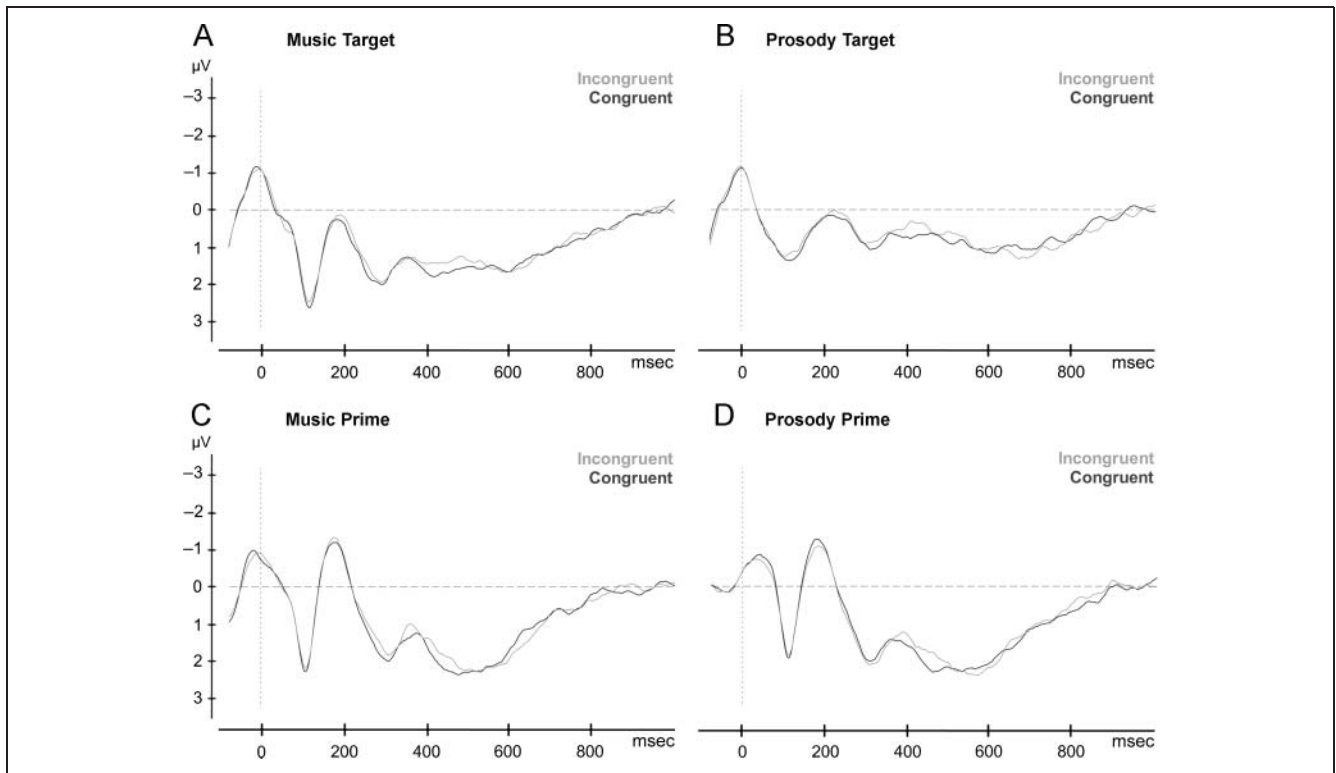 A Music Target
µV
Incongruent
Congruent
–3
–2
–1
0
1
2
3
0 200 400 600 800 msec
B Prosody Target
Incongruent
Congruent
0 200 400 600 800 msec
C Music Prime
µV
Incongruent
Congruent
–3
–2
–1
0
1
2
3
0 200 400 600 800 msec
D Prosody Prime
Incongruent
Congruent
0 200 400 600 800 msec